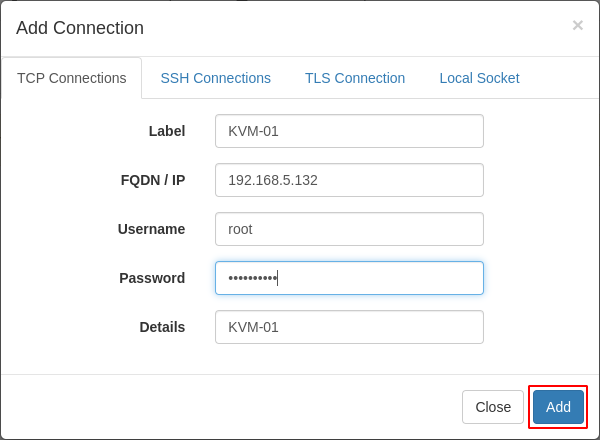 Add Connection ×
TCP Connections SSH Connections TLS Connection Local Socket
Label KVM-01
FQDN / IP 192.168.5.132
Username root
Password ••••••••••
Details KVM-01
Close Add